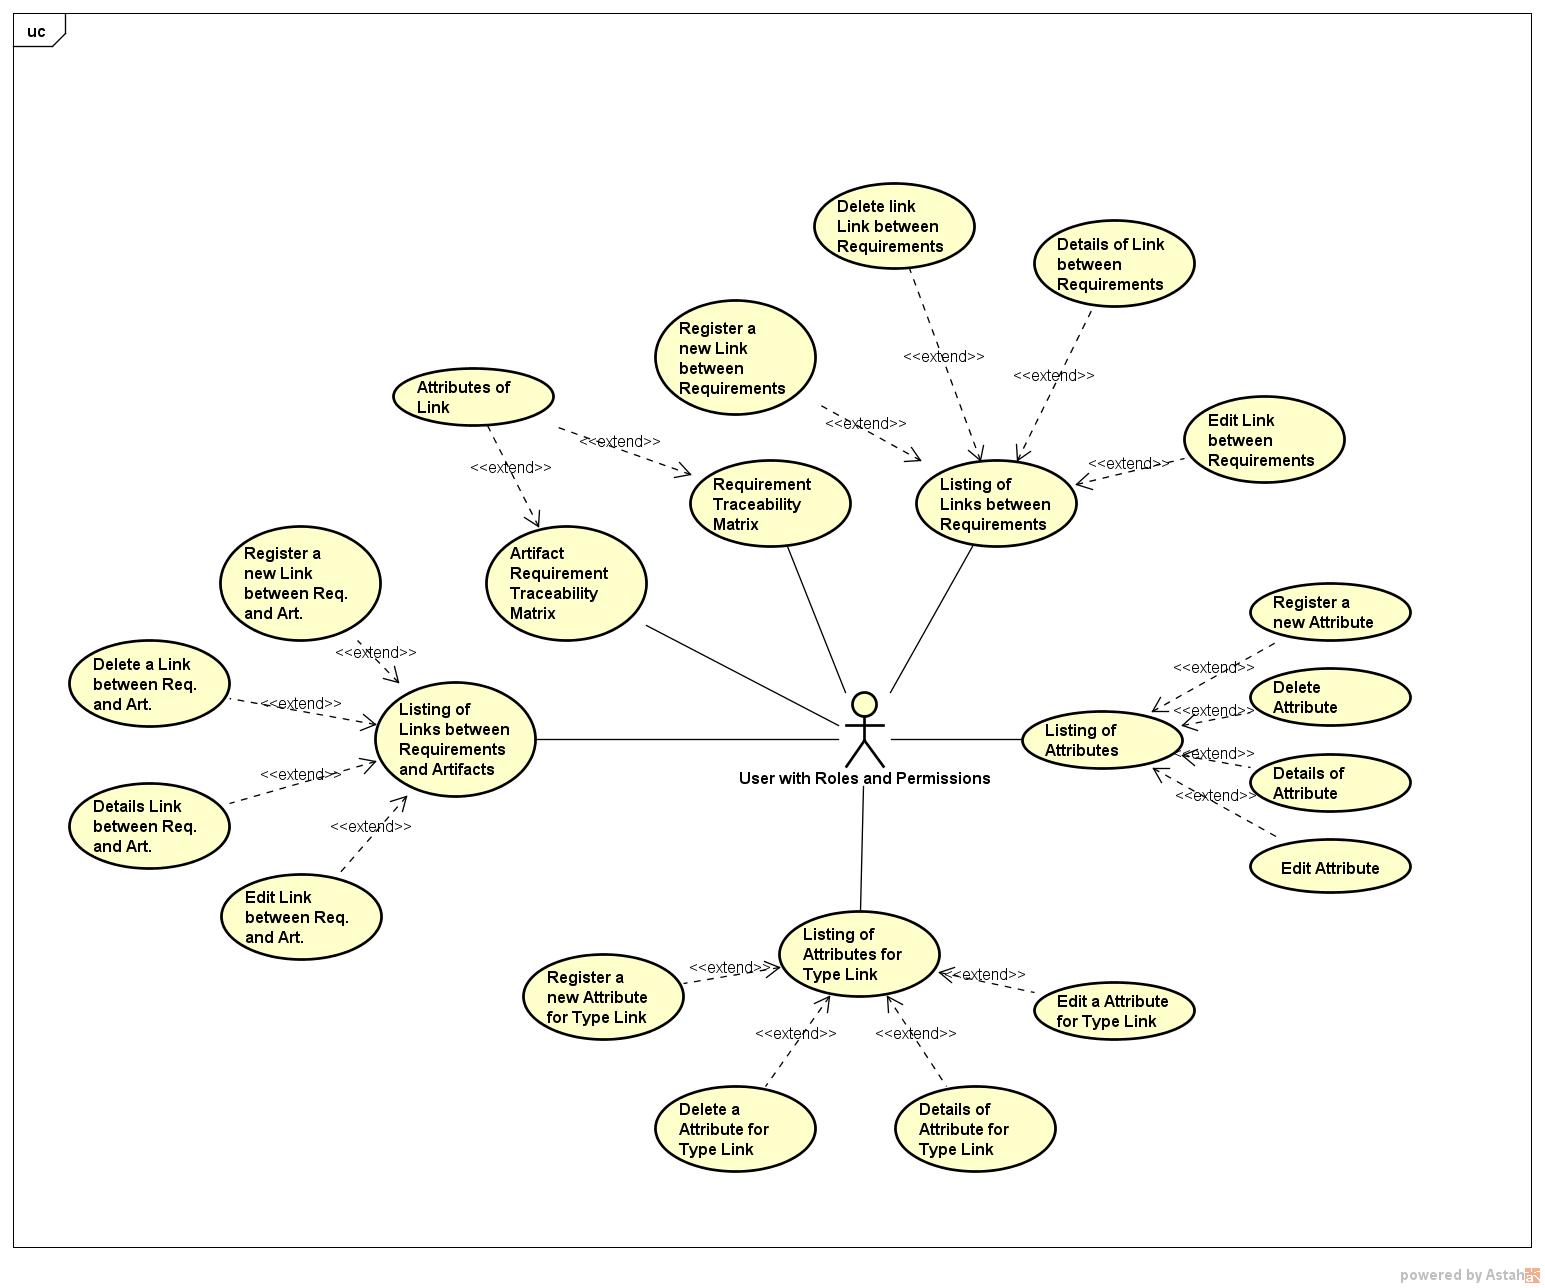 uc
Delete link
Link between
Requirements
Details of Link
between
Requirements
Register a
new Link
between
Requirements
<<extend>>
<<extend>>
Attributes of
Link
<<extend>>
Edit Link
between
Requirements
<<extend>>
<<extend>>
<<extend>>
Requirement
Traceability
Matrix
Listing of
Links between
Requirements
Artifact
Requirement
Traceability
Matrix
Register a
new Link
between Req.
and Art.
<<extend>>
Register a
new Attribute
<<extend>>
Delete a Link
between Req.
and Art.
<<extend>>
Delete
Attribute
<<extend>>
Listing of
Links between
Requirements
and Artifacts
Listing of
Attributes
<<extend>>
Details of
Attribute
<<extend>>
User with Roles and Permissions
<<extend>>
Details Link
between Req.
and Art.
<<extend>>
Edit Attribute
Edit Link
between Req.
and Art.
Listing of
Attributes for
Type Link
<<extend>>
<<extend>>
Register a
new Attribute
for Type Link
Edit a Attribute
for Type Link
<<extend>>
<<extend>>
Delete a
Attribute for
Type Link
Details of
Attribute for
Type Link
powered by Astah